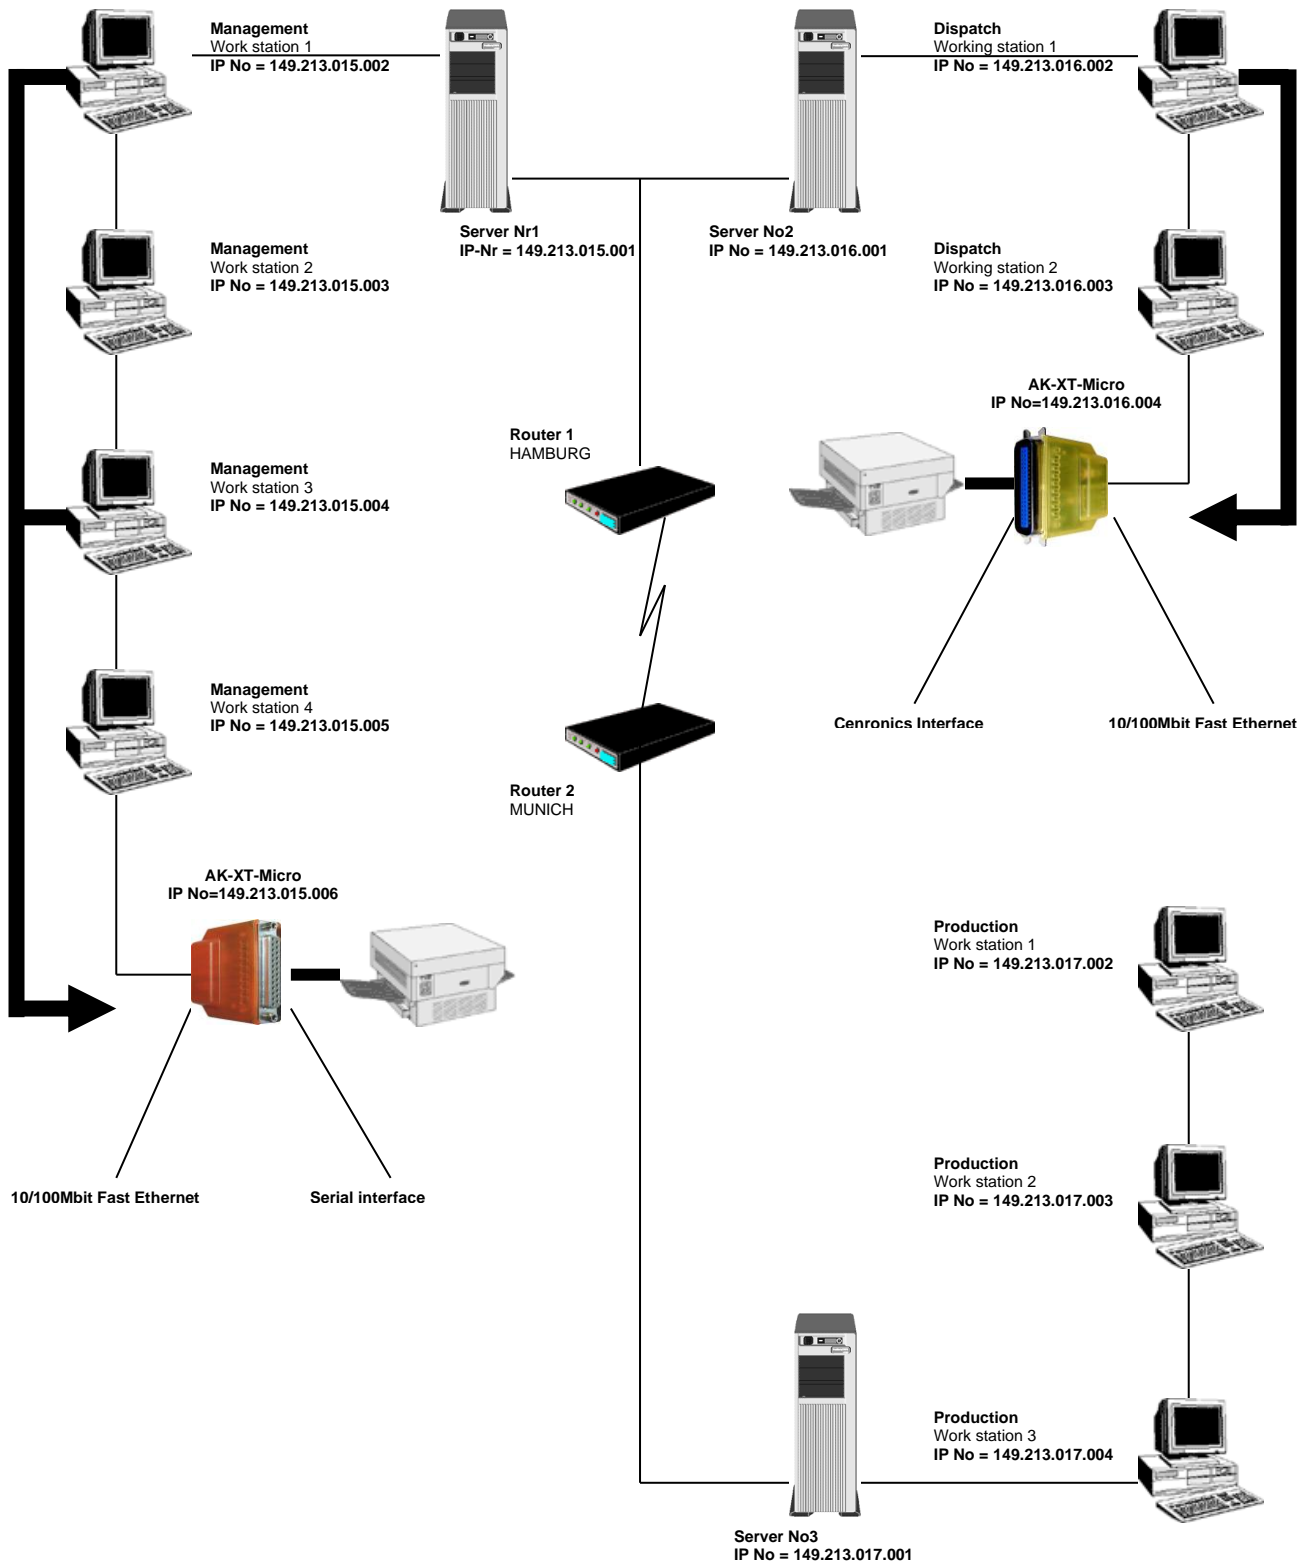 Management
Work station 1
IP No = 149.213.015.002
Dispatch
Working station 1
IP No = 149.213.016.002
Server Nr1
IP-Nr = 149.213.015.001
Server No2
IP No = 149.213.016.001
Management
Work station 2
IP No = 149.213.015.003
Dispatch
Working station 2
IP No = 149.213.016.003
AK-XT-Micro
IP No=149.213.016.004
Router 1
HAMBURG
Management
Work station 3
IP No = 149.213.015.004
Management
Work station 4
IP No = 149.213.015.005
Cenronics Interface
10/100Mbit Fast Ethernet
Router 2
MUNICH
AK-XT-Micro
IP No=149.213.015.006
Production
Work station 1
IP No = 149.213.017.002
10/100Mbit Fast Ethernet
Serial interface
Production
Work station 2
IP No = 149.213.017.003
Production
Work station 3
IP No = 149.213.017.004
Server No3
IP No = 149.213.017.001